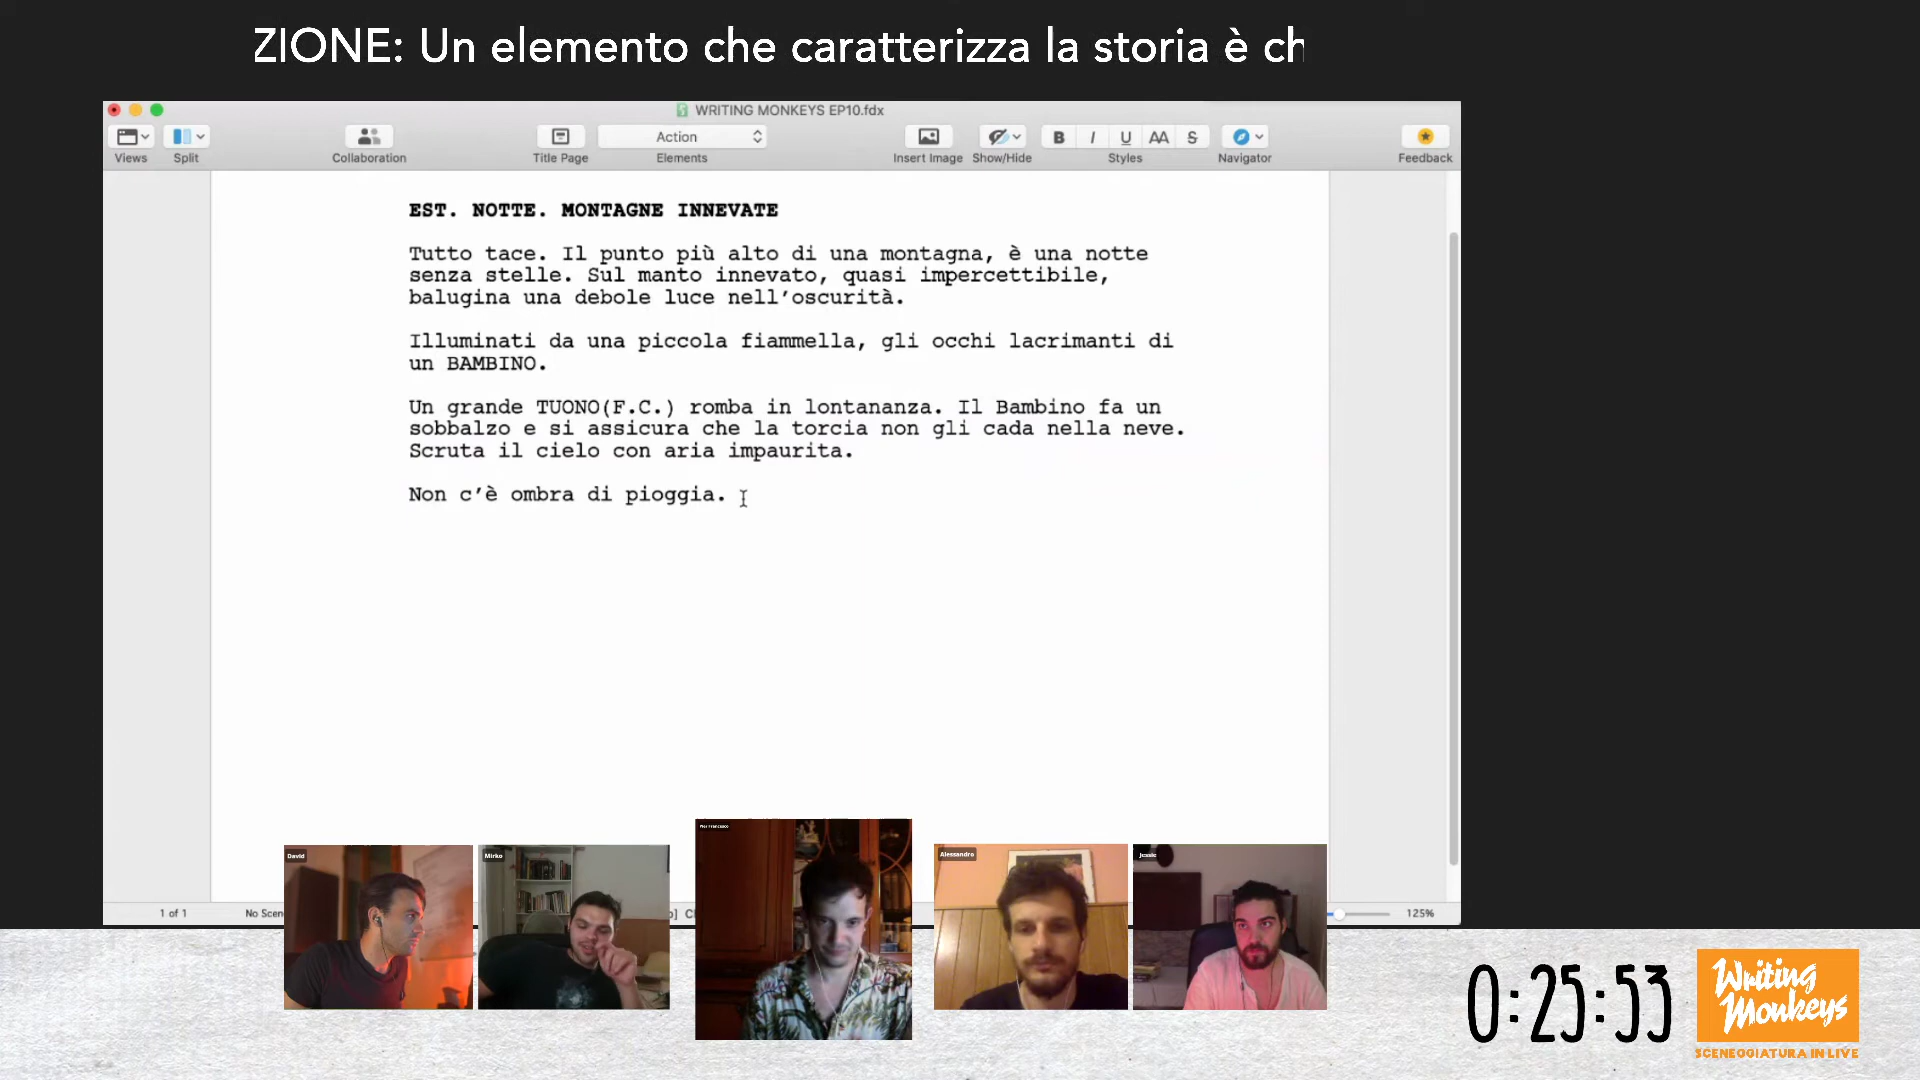 ZIONE: Un elemento che caratterizza la storia è ch
WRITING MONKEYS EP10.fdx
Action
Views
Split
Collaboration
Title Page
Elements
Insert Image
Show/Hide
B I U AA S
Styles
Navigator
Feedback
EST. NOTTE. MONTAGNE INNEVATE
Tutto tace. Il punto più alto di una montagna, è una notte
senza stelle. Sul manto innevato, quasi impercettibile,
balugina una debole luce nell’oscurità.
Illuminati da una piccola fiammella, gli occhi lacrimanti di
un BAMBINO.
Un grande TUONO(F.C.) romba in lontananza. Il Bambino fa un
sobbalzo e si assicura che la torcia non gli cada nella neve.
Scruta il cielo con aria impaurita.
Non c’è ombra di pioggia.
David
Mirko
Pier Francesco
Alessandro
Jessie
1 of 1
No Scen
125%
0:25:53
Writing
Monkeys
SCENEGGIATURA IN LIVE